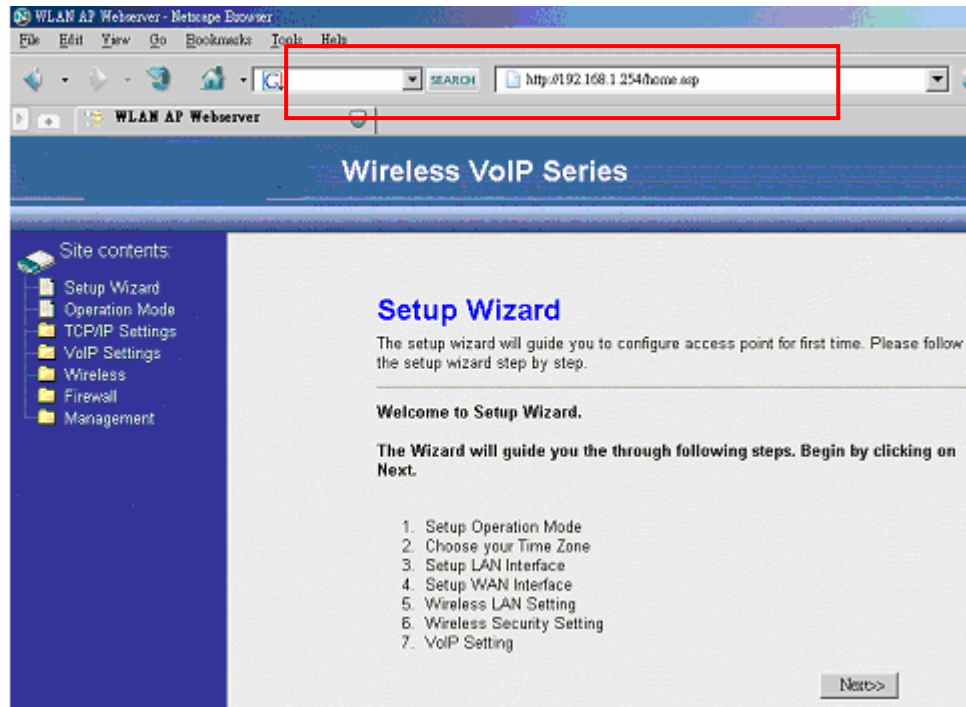 WLAN AP Webserver - Netscape Browser
File Edit View Go Bookmarks Tools Help
SEARCH http://192.168.1.254/home.asp
WLAN AP Webserver
Wireless VoIP Series
Site contents:
Setup Wizard
Operation Mode
TCP/IP Settings
VoIP Settings
Wireless
Firewall
Management
Setup Wizard
The setup wizard will guide you to configure access point for first time. Please follow
the setup wizard step by step.
Welcome to Setup Wizard.
The Wizard will guide you the through following steps. Begin by clicking on
Next.
1. Setup Operation Mode
2. Choose your Time Zone
3. Setup LAN Interface
4. Setup WAN Interface
5. Wireless LAN Setting
6. Wireless Security Setting
7. VoIP Setting
Next>>